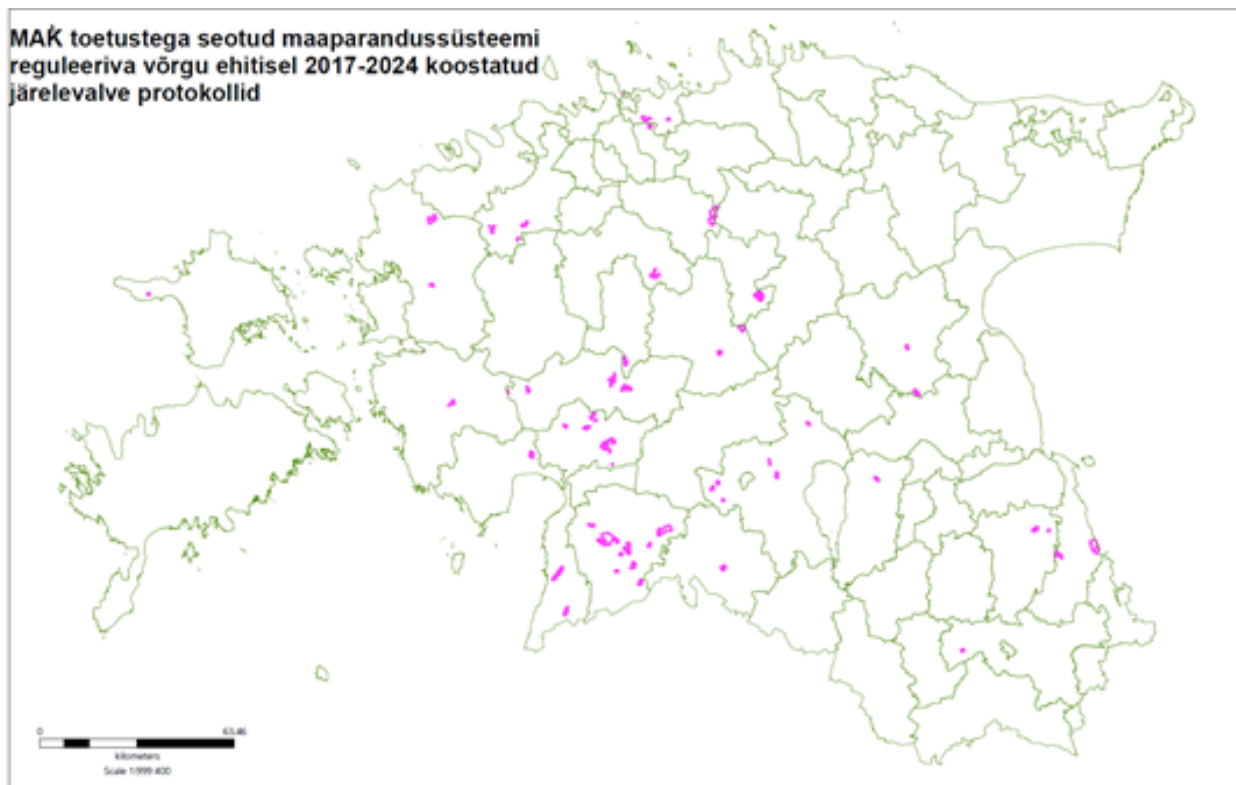 MAK toetustega seotud maaparandussüsteemi
reguleeriva võrgu ehitisel 2017-2024 koostatud
järelevalve protokollid
0 63.46
kilometers
Scale 1:999 400